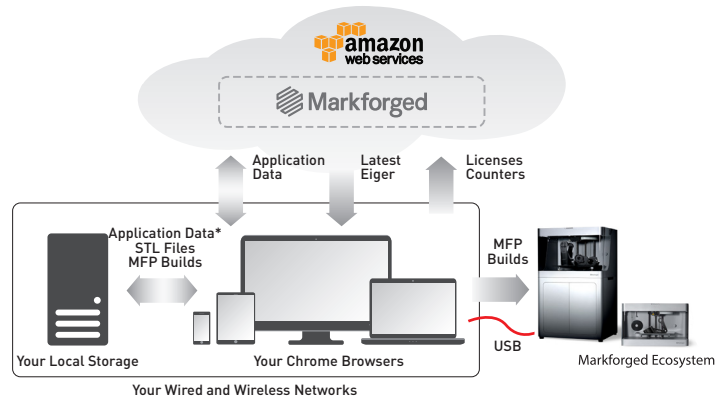 amazon
web services
Markforged
Application
Data
Latest
Eiger
Licenses
Counters
Application Data*
STL Files
MFP Builds
MFP
Builds
USB
Your Local Storage
Your Chrome Browsers
Markforged Ecosystem
Your Wired and Wireless Networks